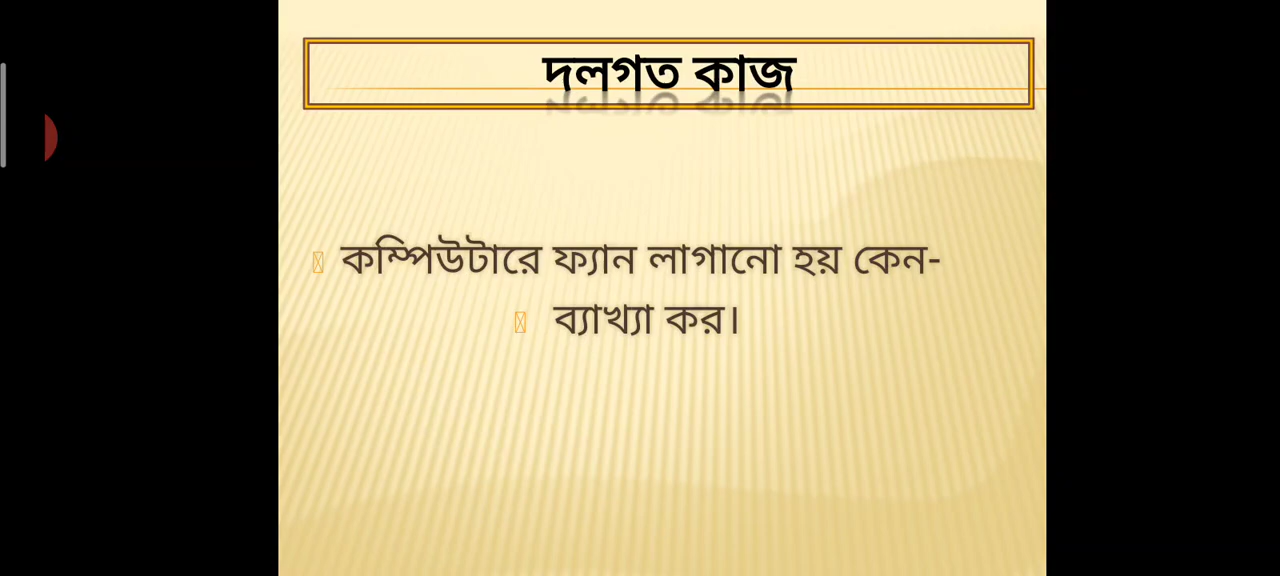 দলগত কাজ
কম্পিউটারে ফ্যান লাগানো হয় কেন-
ব্যাখ্যা কর।